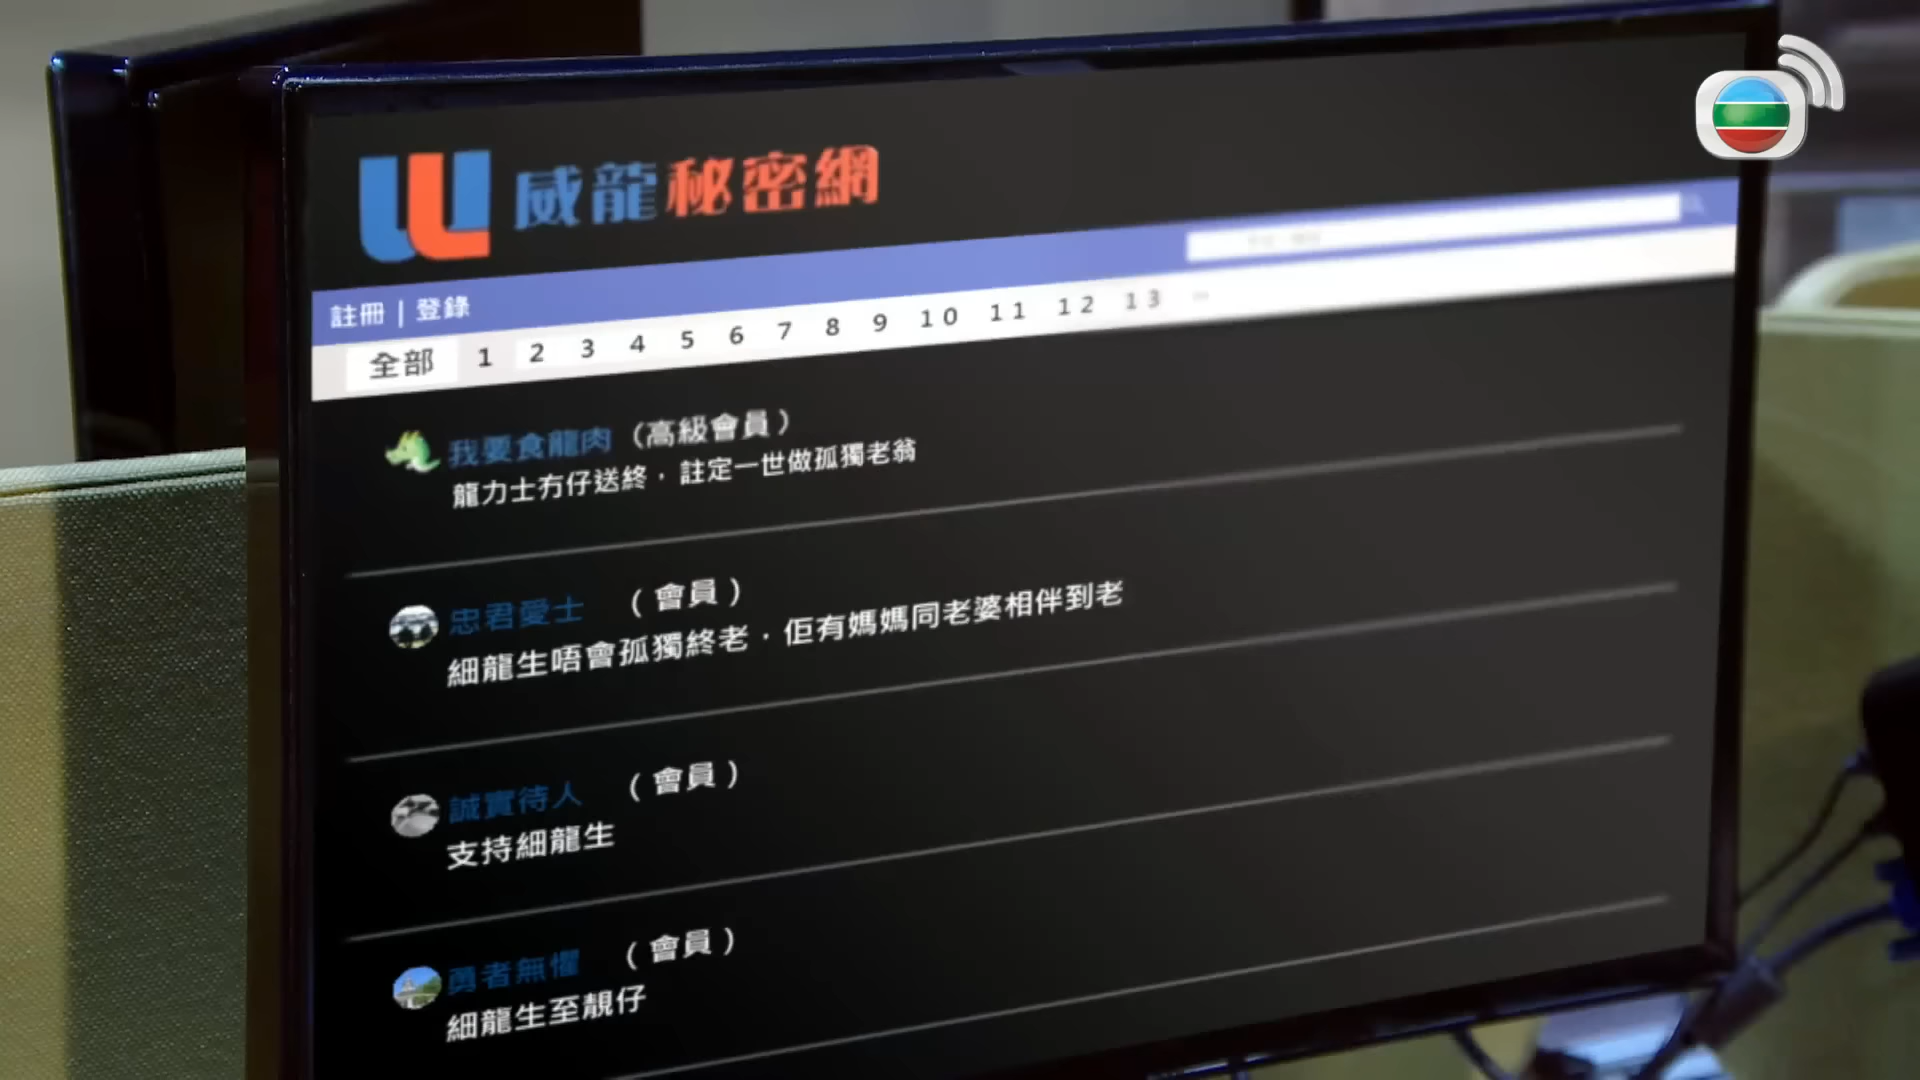 威龍秘密網
註冊 | 登錄
全部 1 2 3 4 5 6 7 8 9 10 11 12 13 ...
我要食龍肉 (高級會員)
龍力士冇仔送終，註定一世做孤獨老翁
忠君愛士 (會員)
細龍生唔會孤獨終老，佢有媽媽同老婆相伴到老
誠實待人 (會員)
支持細龍生
勇者無懼 (會員)
細龍生至靚仔